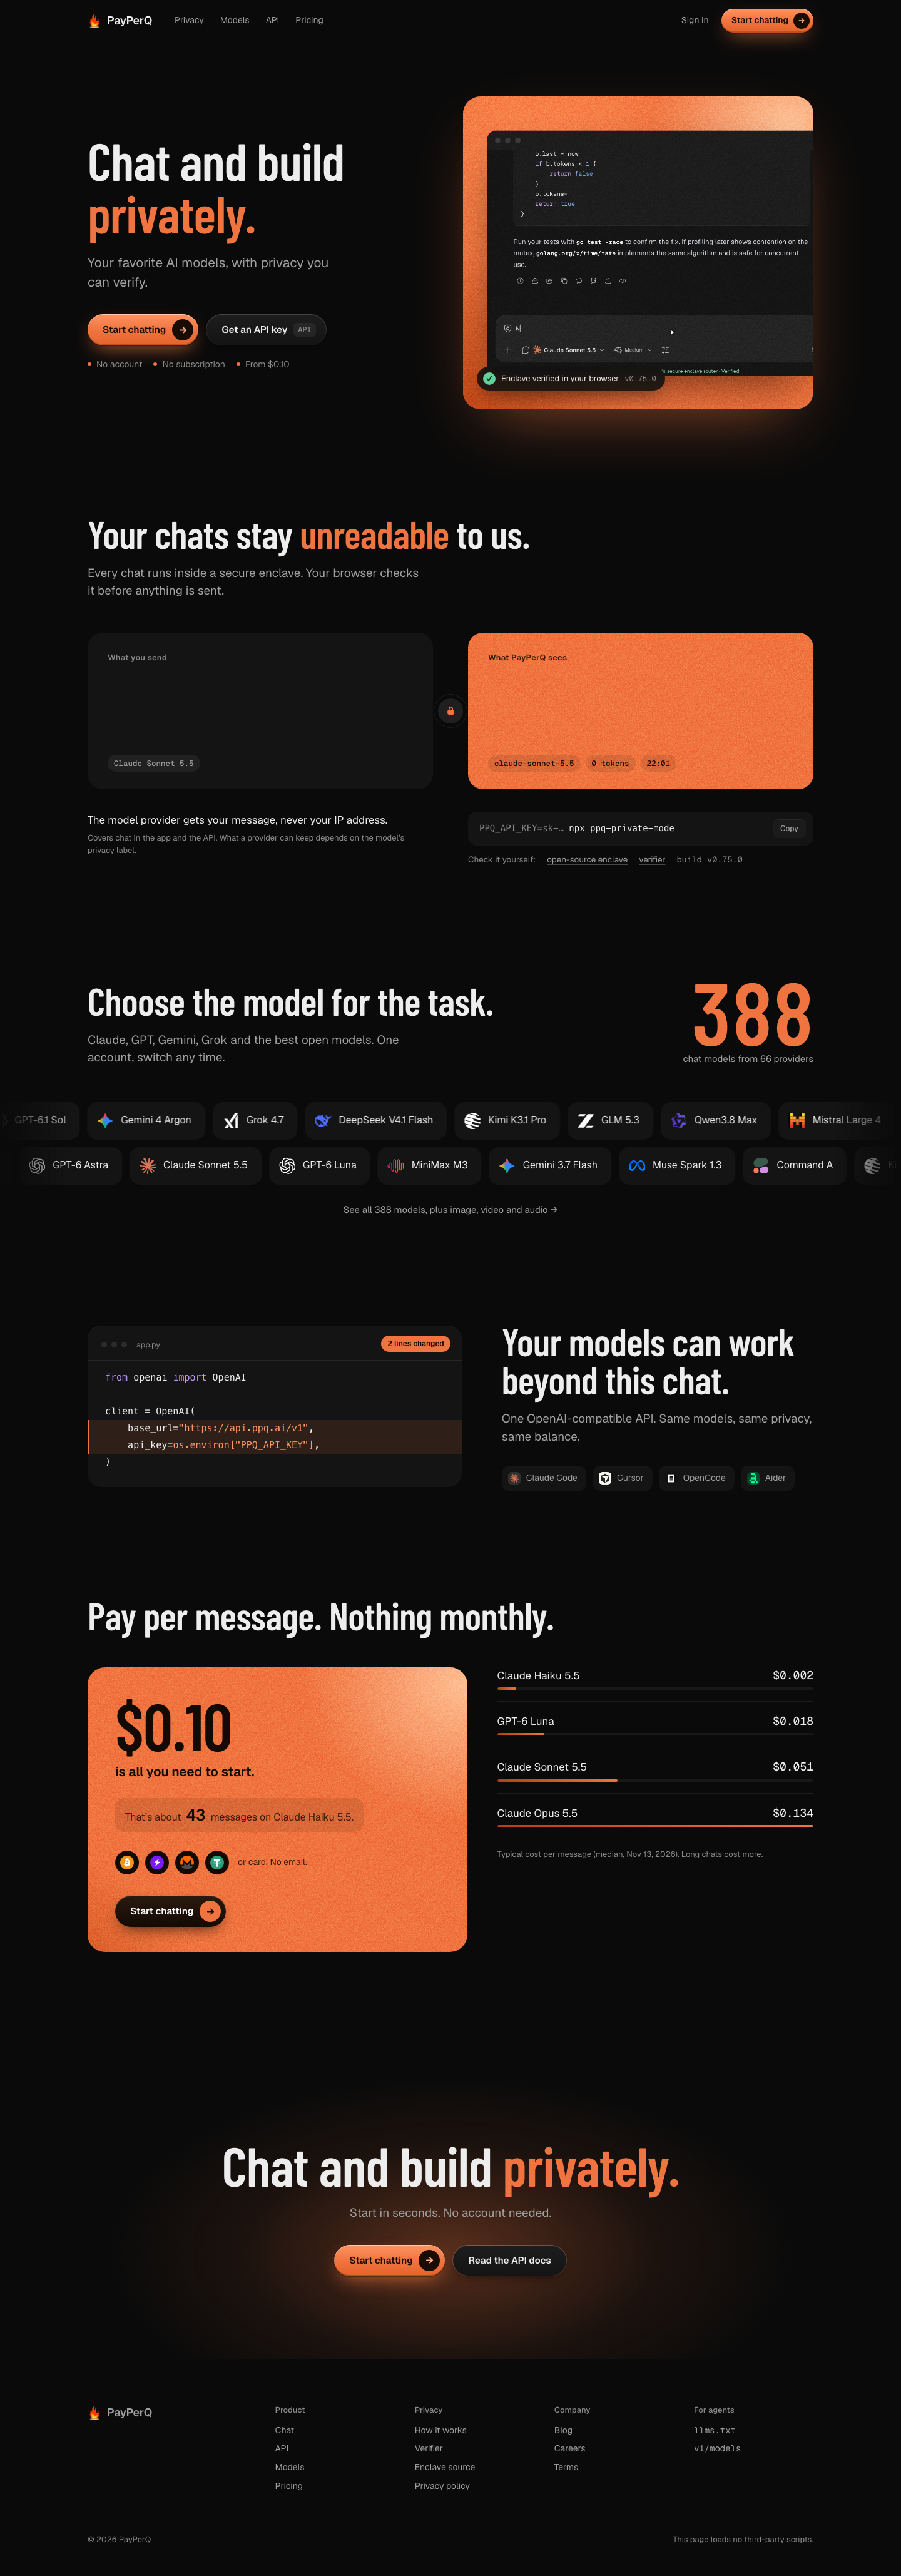 PayPerQ
Privacy
Models
API
Pricing
Sign in
Start chatting
Chat and build
privately.
Your favorite AI models, with privacy you
can verify.
Start chatting
Get an API key API
No account
No subscription
From $0.10
b.last = now
if b.tokens < 1 {
return false
}
b.tokens-
return true
}
Run your tests with go test -race to confirm the fix. If profiling later shows contention on the
mutex, golang.org/x/time/rate implements the same algorithm and is safe for concurrent
use.
N
Claude Sonnet 5.5
Medium
's secure enclave router · Verified
Enclave verified in your browser v0.75.0
Your chats stay unreadable to us.
Every chat runs inside a secure enclave. Your browser checks
it before anything is sent.
What you send
Claude Sonnet 5.5
What PayPerQ sees
claude-sonnet-5.5
0 tokens
22:01
The model provider gets your message, never your IP address.
Covers chat in the app and the API. What a provider can keep depends on the model's
privacy label.
PPQ_API_KEY=sk-… npx ppq-private-mode
Copy
Check it yourself: open-source enclave verifier build v0.75.0
Choose the model for the task.
Claude, GPT, Gemini, Grok and the best open models. One
account, switch any time.
388
chat models from 66 providers
GPT-6.1 Sol
Gemini 4 Argon
Grok 4.7
DeepSeek V4.1 Flash
Kimi K3.1 Pro
GLM 5.3
Qwen3.8 Max
Mistral Large 4
GPT-6 Astra
Claude Sonnet 5.5
GPT-6 Luna
MiniMax M3
Gemini 3.7 Flash
Muse Spark 1.3
Command A
See all 388 models, plus image, video and audio →
app.py
2 lines changed
from openai import OpenAI
client = OpenAI(
base_url="https://api.ppq.ai/v1",
api_key=os.environ["PPQ_API_KEY"],
)
Your models can work
beyond this chat.
One OpenAI-compatible API. Same models, same privacy,
same balance.
Claude Code
Cursor
OpenCode
Aider
Pay per message. Nothing monthly.
$0.10
is all you need to start.
That's about 43 messages on Claude Haiku 5.5.
or card. No email.
Start chatting
Claude Haiku 5.5 $0.002
GPT-6 Luna $0.018
Claude Sonnet 5.5 $0.051
Claude Opus 5.5 $0.134
Typical cost per message (median, Nov 13, 2026). Long chats cost more.
Chat and build privately.
Start in seconds. No account needed.
Start chatting
Read the API docs
PayPerQ
Product
Chat
API
Models
Pricing
Privacy
How it works
Verifier
Enclave source
Privacy policy
Company
Blog
Careers
Terms
For agents
llms.txt
v1/models
© 2026 PayPerQ
This page loads no third-party scripts.